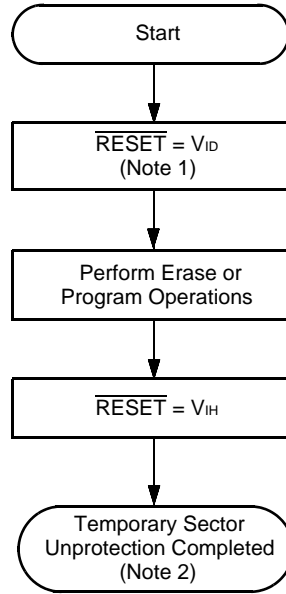 Start
RESET = VID
(Note 1)
Perform Erase or
Program Operations
RESET = VIH
Temporary Sector
Unprotection Completed
(Note 2)